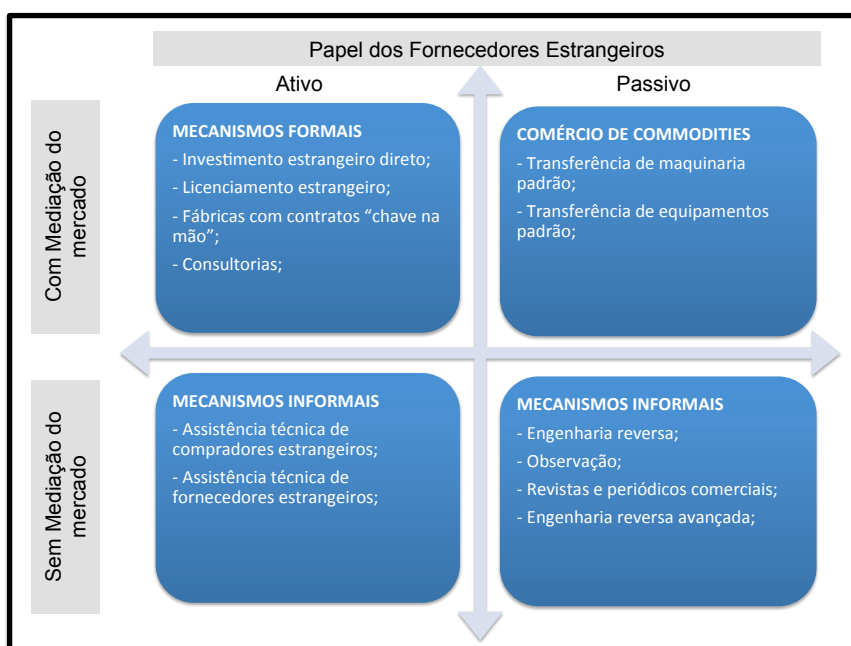 Papel dos Fornecedores Estrangeiros
Ativo
Passivo
Com Mediação do
mercado
MECANISMOS FORMAIS
- Investimento estrangeiro direto;
- Licenciamento estrangeiro;
- Fábricas com contratos “chave na
mão”;
- Consultorias;
COMÉRCIO DE COMMODITIES
- Transferência de maquinaria
padrão;
- Transferência de equipamentos
padrão;
Sem Mediação do
mercado
MECANISMOS INFORMAIS
- Assistência técnica de
compradores estrangeiros;
- Assistência técnica de
fornecedores estrangeiros;
MECANISMOS INFORMAIS
- Engenharia reversa;
- Observação;
- Revistas e periódicos comerciais;
- Engenharia reversa avançada;